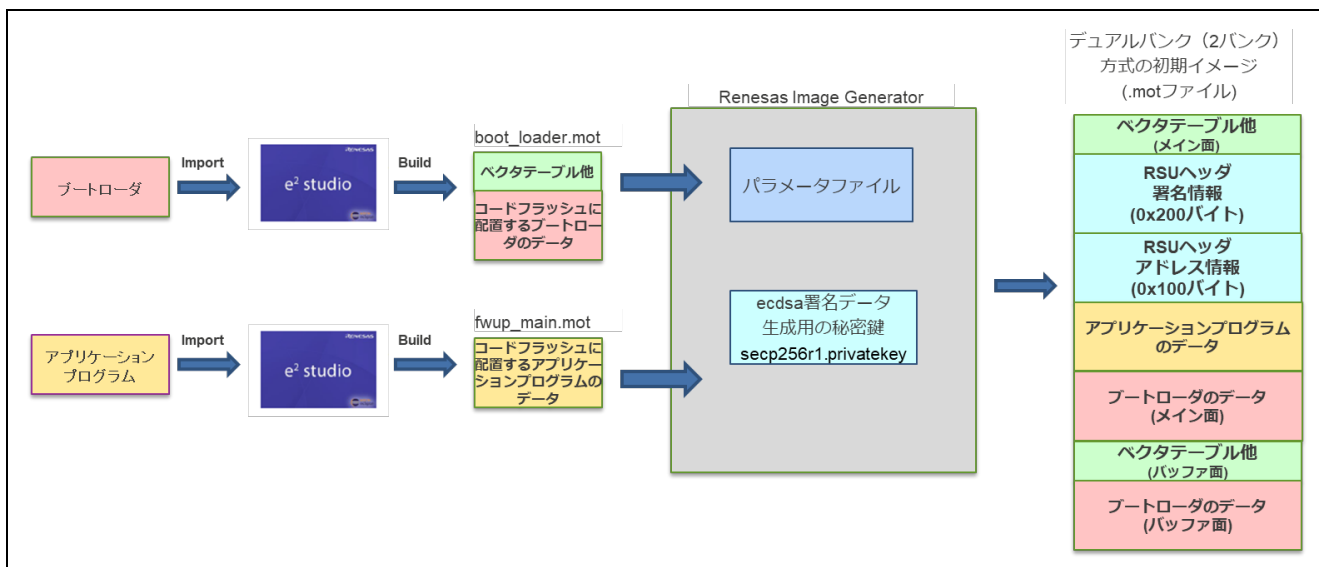 ブートローダ
Import
RENESAS
e² studio
Build
boot_loader.mot
ベクタテーブル他
コードフラッシュに
配置するブートロー
ダのデータ
アプリケーション
プログラム
Import
RENESAS
e² studio
Build
fwup_main.mot
コードフラッシュに
配置するアプリケー
ションプログラムの
データ
Renesas Image Generator
パラメータファイル
ecdsa署名データ
生成用の秘密鍵
secp256r1.privatekey
デュアルバンク（2バンク）
方式の初期イメージ
(.motファイル)
ベクタテーブル他
(メイン面)
RSUヘッダ
署名情報
(0x200バイト)
RSUヘッダ
アドレス情報
(0x100バイト)
アプリケーションプログラム
のデータ
ブートローダのデータ
(メイン面)
ベクタテーブル他
(バッファ面)
ブートローダのデータ
(バッファ面)